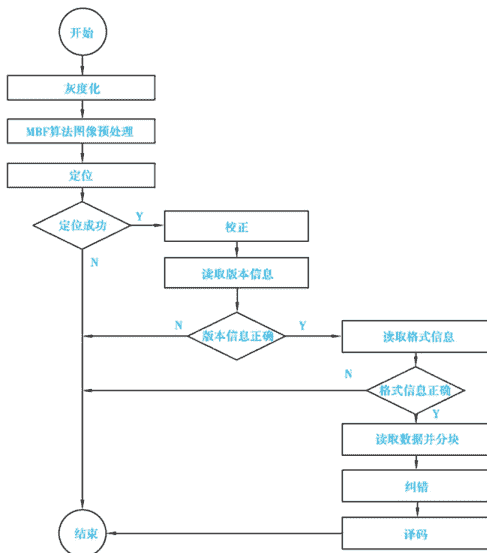 开始
灰度化
MBF算法图像预处理
定位
定位成功
Y
N
校正
读取版本信息
版本信息正确
N
Y
读取格式信息
格式信息正确
N
Y
读取数据并分块
纠错
译码
结束